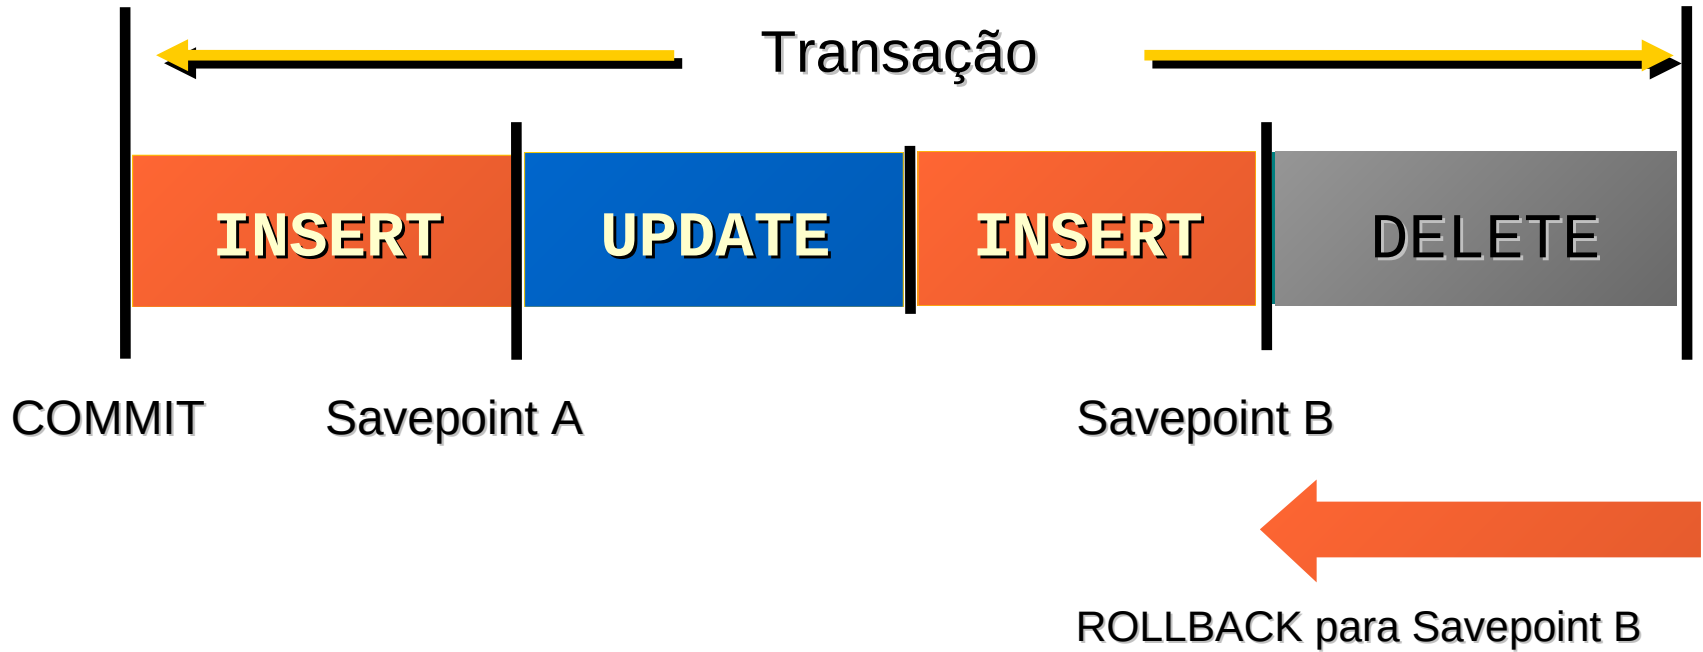 Transação
INSERT UPDATE INSERT DELETE
COMMIT Savepoint A Savepoint B
ROLLBACK para Savepoint B